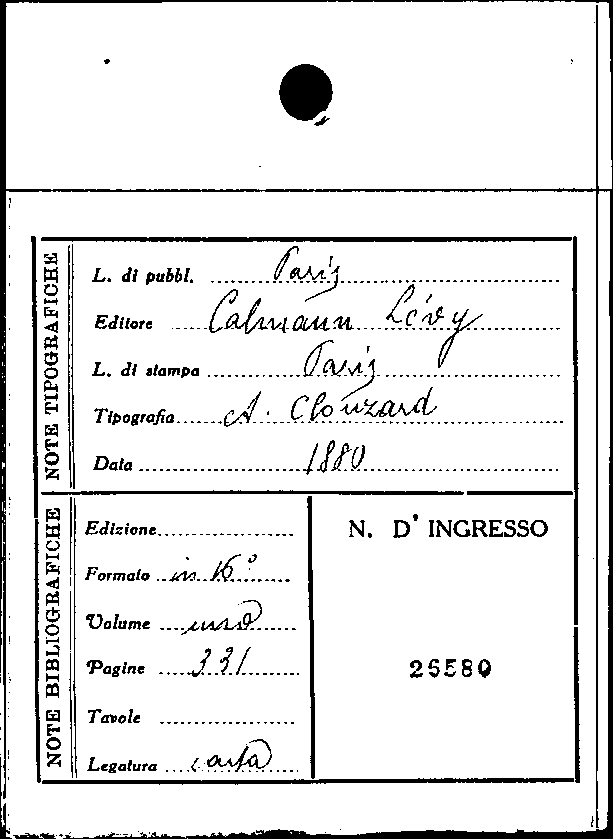 NOTE TIPOGRAFICHE
L. di pubbl. Paris
Editore Calmann Lévy
L. di stampa Paris
Tipografia A. Clouzard
Data 1880
NOTE BIBLIOGRAFICHE
Edizione
Formato in 16°
Volume uno
Pagine 331
Tavole
Legatura carta
N. D' INGRESSO
26580